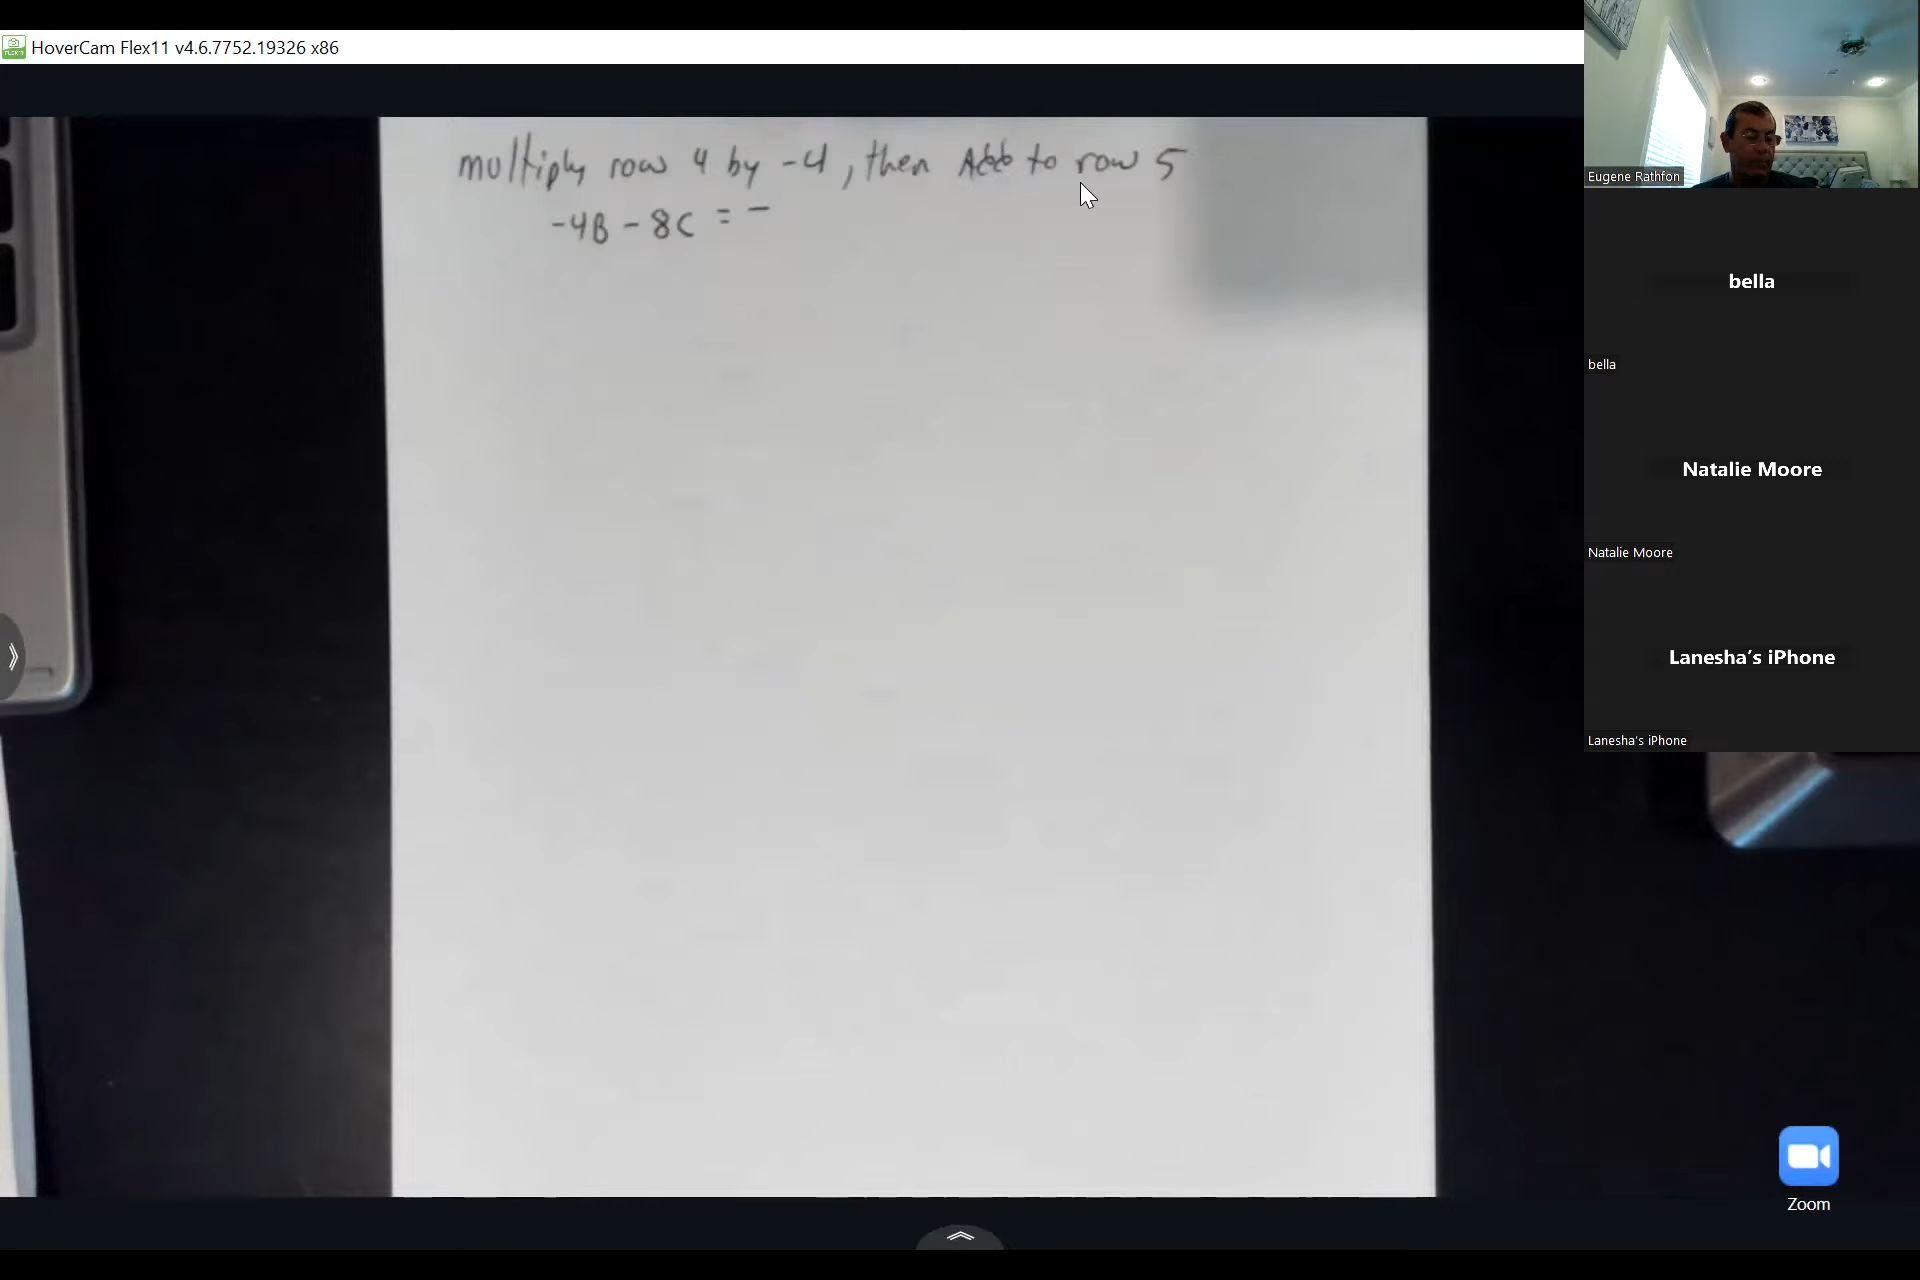 HoverCam Flex11 v4.6.7752.19326 x86
multiply row 4 by -4, then Add to row 5
-4B - 8C = -
Eugene Rathfon
bella
bella
Natalie Moore
Natalie Moore
Lanesha’s iPhone
Lanesha's iPhone
Zoom